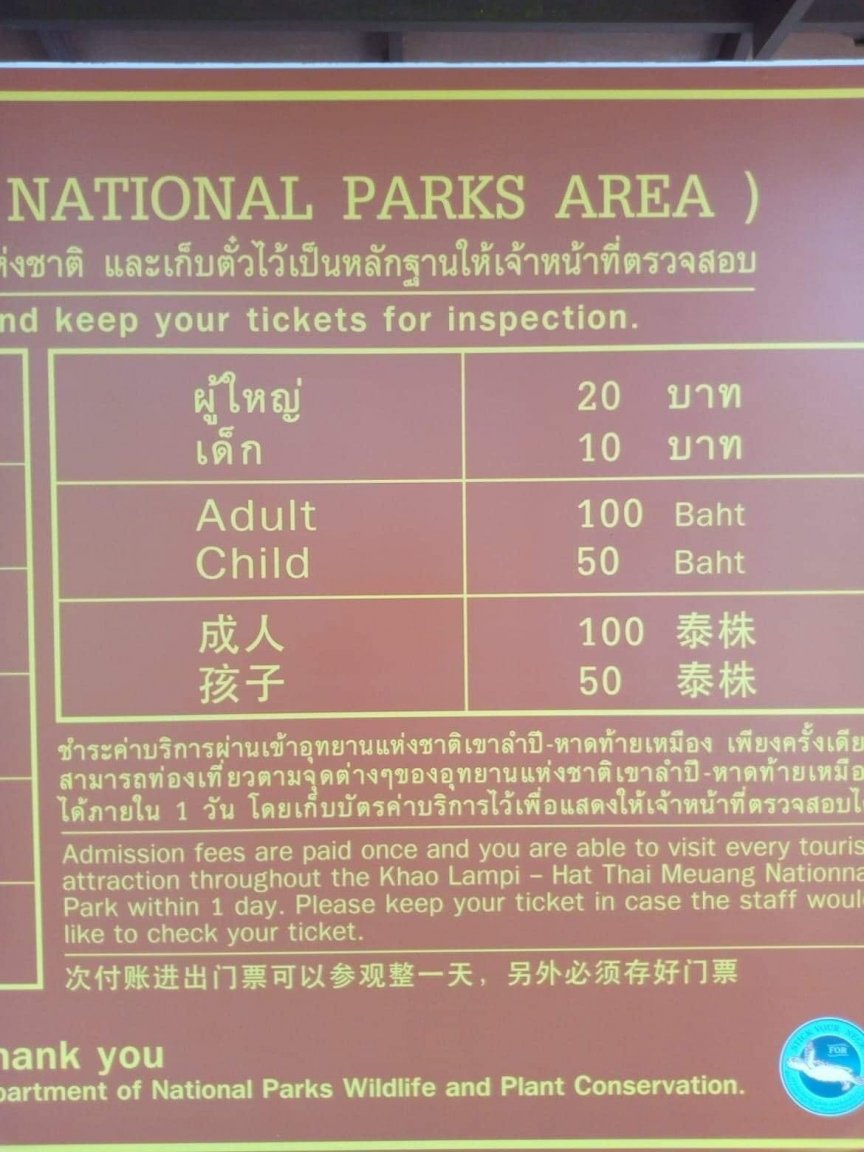 NATIONAL PARKS AREA )
และเก็บตั๋วไว้เป็นหลักฐานให้เจ้าหน้าที่ตรวจสอบ
keep your tickets for inspection.
ผู้ใหญ่ 20 บาท
เด็ก 10 บาท
Adult 100 Baht
Child 50 Baht
成人 100 泰株
孩子 50 泰株
ชำระค่าบริการผ่านเข้าอุทยานแห่งชาติเขาลำปี-หาดท้ายเหมือง เพียงครั้งเดีย
สามารถท่องเที่ยวตามจุดต่างๆของอุทยานแห่งชาติเขาลำปี-หาดท้ายเหมือ
ได้ภายใน 1 วัน โดยเก็บบัตรค่าบริการไว้เพื่อแสดงให้เจ้าหน้าที่ตรวจสอบ
Admission fees are paid once and you are able to visit every touris
attraction throughout the Khao Lampi – Hat Thai Meuang Nationna
Park within 1 day. Please keep your ticket in case the staff woul
like to check your ticket.
次付账进出门票可以参观整一天，另外必须存好门票
hank you
partment of National Parks Wildlife and Plant Conservation.
FOR